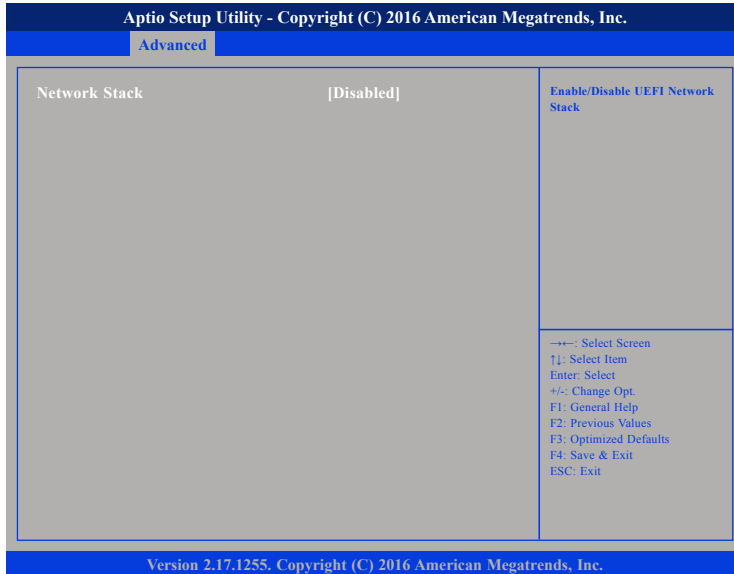 Aptio Setup Utility - Copyright (C) 2016 American Megatrends, Inc.
Advanced
Network Stack [Disabled]
Enable/Disable UEFI Network
Stack
→←: Select Screen
↑↓: Select Item
Enter: Select
+/-: Change Opt.
F1: General Help
F2: Previous Values
F3: Optimized Defaults
F4: Save & Exit
ESC: Exit
Version 2.17.1255. Copyright (C) 2016 American Megatrends, Inc.